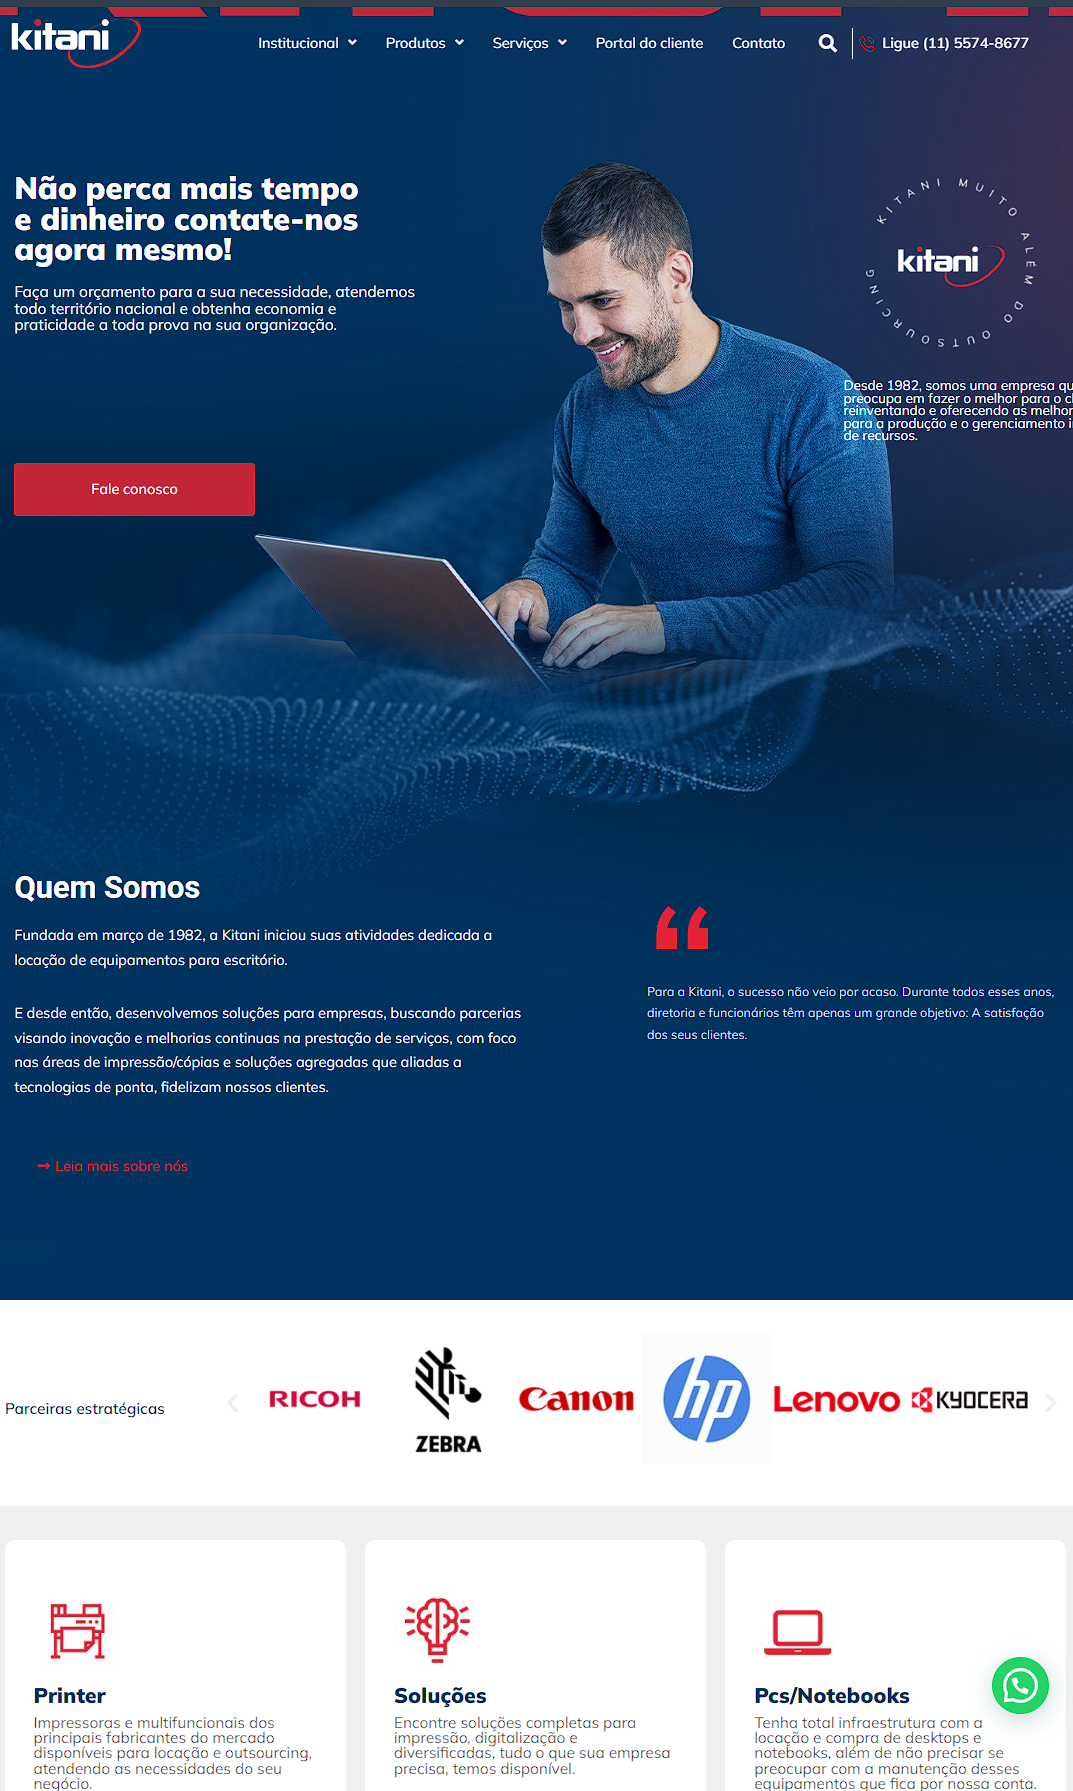 kitani
Institucional
Produtos
Serviços
Portal do cliente
Contato
Ligue (11) 5574-8677
Não perca mais tempo
e dinheiro contate-nos
agora mesmo!
Faça um orçamento para a sua necessidade, atendemos
todo território nacional e obtenha economia e
praticidade a toda prova na sua organização.
Fale conosco
KITANI MUITO ALÉM DO OUTSOURCING
kitani
Desde 1982, somos uma empresa qu
preocupa em fazer o melhor para o cl
reinventando e oferecendo as melhor
para a produção e o gerenciamento i
de recursos.
Quem Somos
Fundada em março de 1982, a Kitani iniciou suas atividades dedicada a
locação de equipamentos para escritório.
E desde então, desenvolvemos soluções para empresas, buscando parcerias
visando inovação e melhorias continuas na prestação de serviços, com foco
nas áreas de impressão/cópias e soluções agregadas que aliadas a
tecnologias de ponta, fidelizam nossos clientes.
Leia mais sobre nós
“
Para a Kitani, o sucesso não veio por acaso. Durante todos esses anos,
diretoria e funcionários têm apenas um grande objetivo: A satisfação
dos seus clientes.
Parceiras estratégicas
RICOH
ZEBRA
Canon
hp
Lenovo
KYOCERA
Printer
Impressoras e multifuncionais dos
principais fabricantes do mercado
disponíveis para locação e outsourcing,
atendendo as necessidades do seu
negócio.
Soluções
Encontre soluções completas para
impressão, digitalização e
diversificadas, tudo o que sua empresa
precisa, temos disponível.
Pcs/Notebooks
Tenha total infraestrutura com a
locação e compra de desktops e
notebooks, além de não precisar se
preocupar com a manutenção desses
equipamentos que fica por nossa conta.